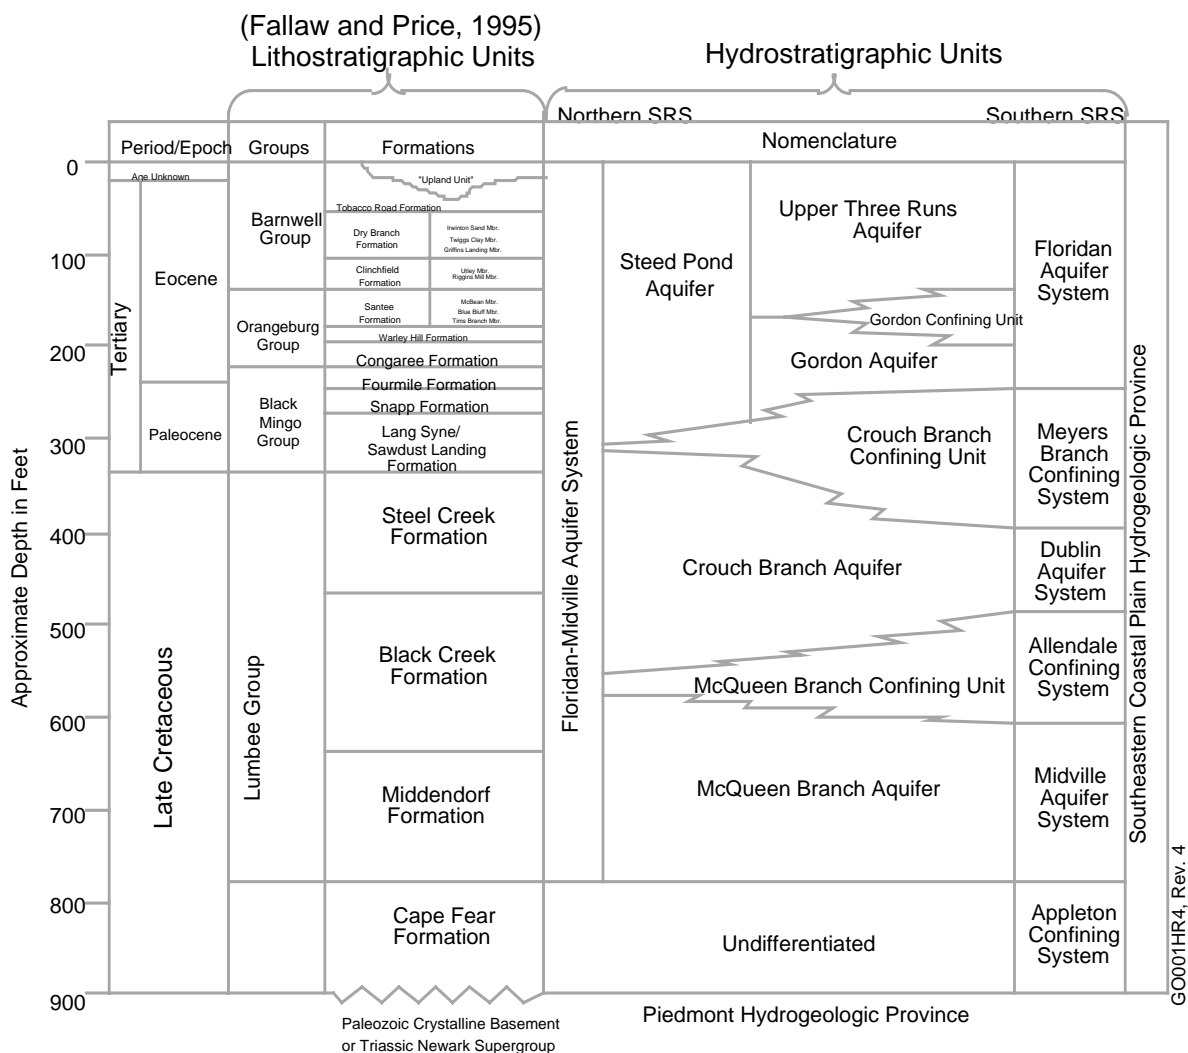 (Fallaw and Price, 1995)
Lithostratigraphic Units
Hydrostratigraphic Units
Northern SRS
Southern SRS
Period/Epoch
Groups
Formations
Nomenclature
Approximate Depth in Feet
0
100
200
300
400
500
600
700
800
900
Age Unknown
Tertiary
Eocene
Paleocene
Late Cretaceous
Barnwell
Group
Orangeburg
Group
Black
Mingo
Group
Lumbee Group
"Upland Unit"
Tobacco Road Formation
Dry Branch
Formation
Irwinton Sand Mbr.
Twiggs Clay Mbr.
Griffins Landing Mbr.
Clinchfield
Formation
Utley Mbr.
Riggins Mill Mbr.
Santee
Formation
McBean Mbr.
Blue Bluff Mbr.
Tims Branch Mbr.
Warley Hill Formation
Congaree Formation
Fourmile Formation
Snapp Formation
Lang Syne/
Sawdust Landing
Formation
Steel Creek
Formation
Black Creek
Formation
Middendorf
Formation
Cape Fear
Formation
Paleozoic Crystalline Basement
or Triassic Newark Supergroup
Floridan-Midville Aquifer System
Steed Pond
Aquifer
Upper Three Runs
Aquifer
Gordon Confining Unit
Gordon Aquifer
Crouch Branch
Confining Unit
Crouch Branch Aquifer
McQueen Branch Confining Unit
McQueen Branch Aquifer
Undifferentiated
Piedmont Hydrogeologic Province
Floridan
Aquifer
System
Meyers
Branch
Confining
System
Dublin
Aquifer
System
Allendale
Confining
System
Midville
Aquifer
System
Appleton
Confining
System
Southeastern Coastal Plain Hydrogeologic Province
GO001HR4, Rev. 4